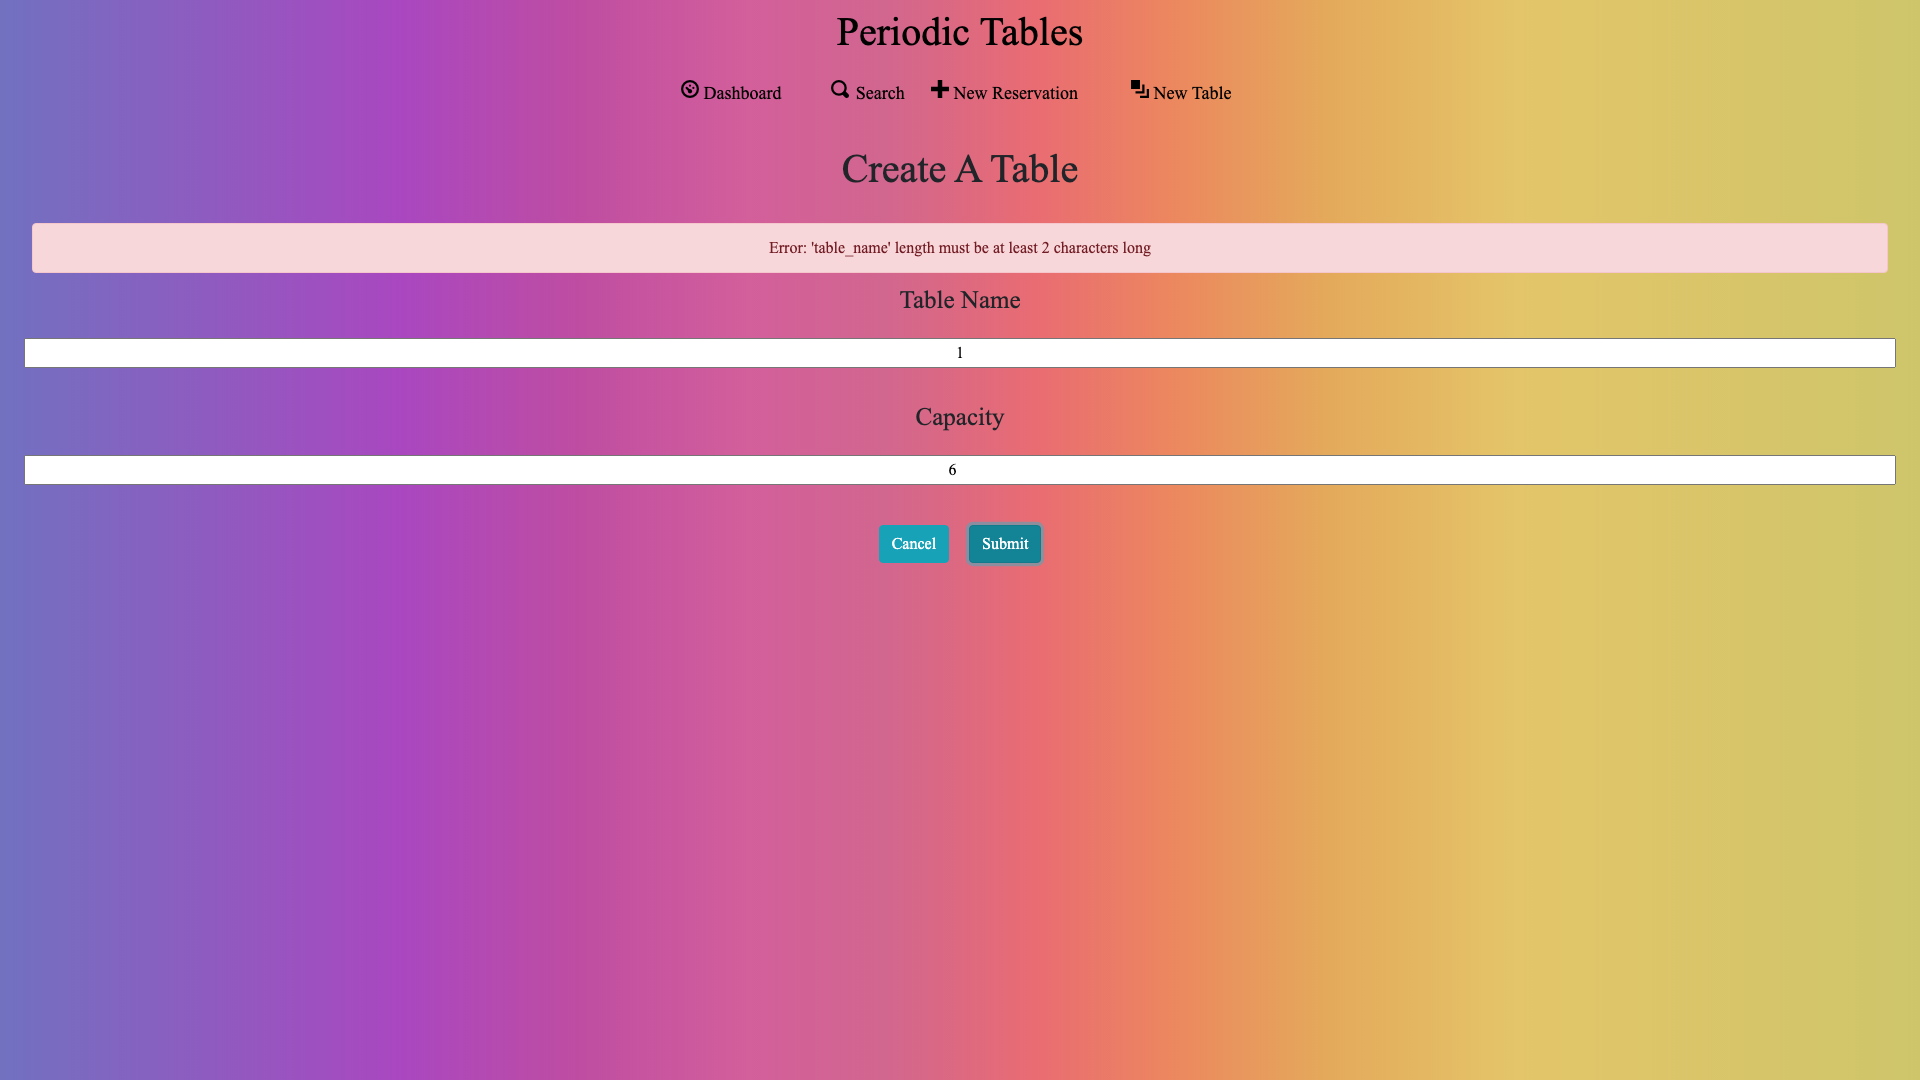 Periodic Tables
Dashboard Search New Reservation New Table
Create A Table
Error: 'table_name' length must be at least 2 characters long
Table Name
1
Capacity
6
Cancel Submit